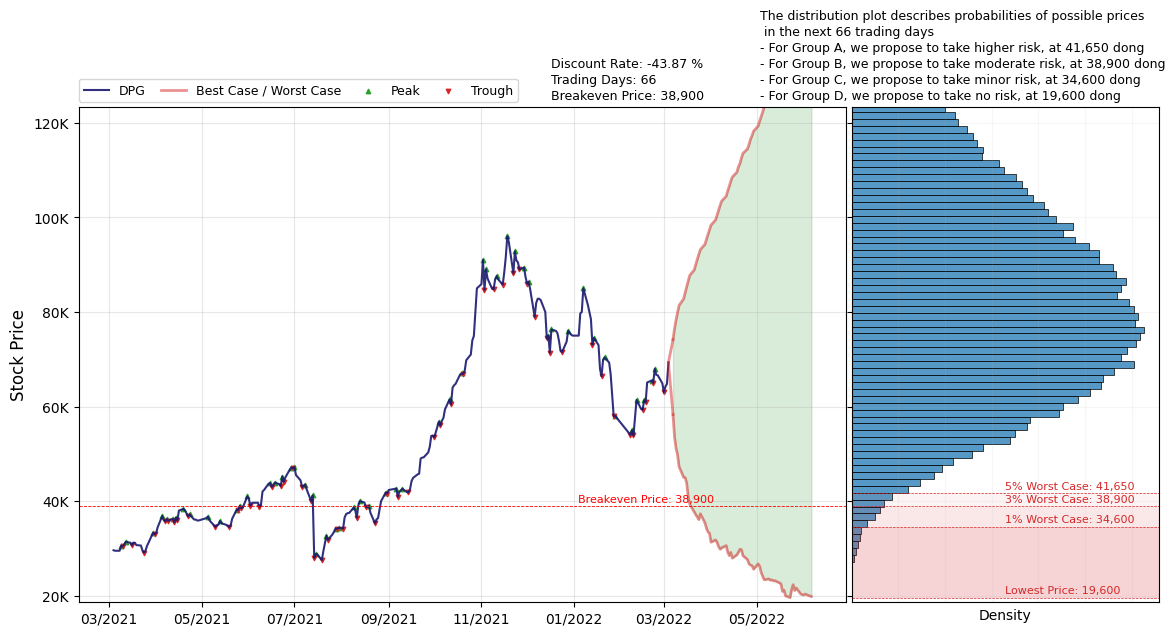 The distribution plot describes probabilities of possible prices
in the next 66 trading days
- For Group A, we propose to take higher risk, at 41,650 dong
- For Group B, we propose to take moderate risk, at 38,900 dong
- For Group C, we propose to take minor risk, at 34,600 dong
- For Group D, we propose to take no risk, at 19,600 dong
Discount Rate: -43.87 %
Trading Days: 66
Breakeven Price: 38,900
DPG
Best Case / Worst Case
Peak
Trough
Stock Price
120K
100K
80K
60K
40K
20K
Breakeven Price: 38,900
5% Worst Case: 41,650
3% Worst Case: 38,900
1% Worst Case: 34,600
Lowest Price: 19,600
03/2021
05/2021
07/2021
09/2021
11/2021
01/2022
03/2022
05/2022
Density